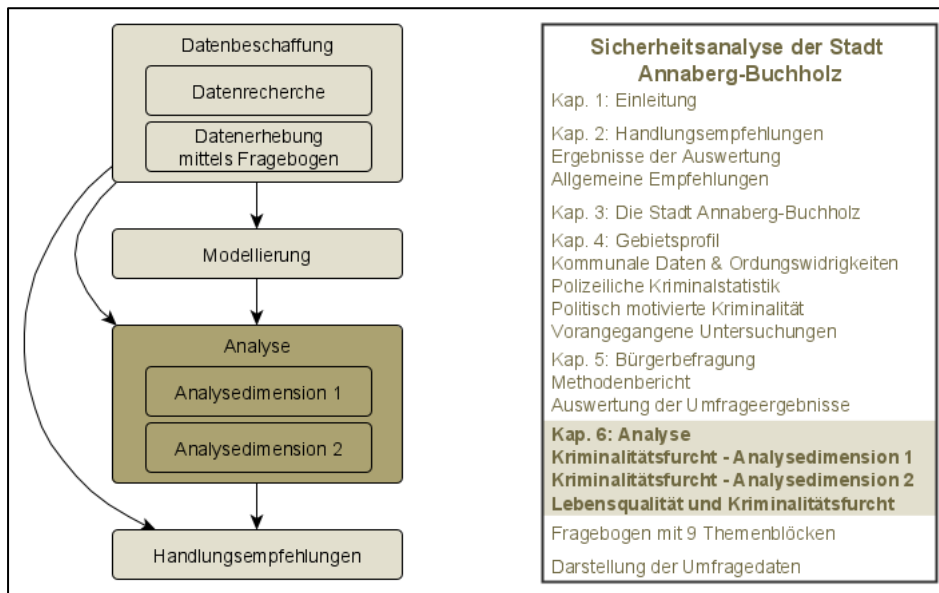 Datenbeschaffung
Datenrecherche
Datenerhebung
mittels Fragebogen
Modellierung
Analyse
Analysedimension 1
Analysedimension 2
Handlungsempfehlungen
Sicherheitsanalyse der Stadt
Annaberg-Buchholz
Kap. 1: Einleitung
Kap. 2: Handlungsempfehlungen
Ergebnisse der Auswertung
Allgemeine Empfehlungen
Kap. 3: Die Stadt Annaberg-Buchholz
Kap. 4: Gebietsprofil
Kommunale Daten & Ordungswidrigkeiten
Polizeiliche Kriminalstatistik
Politisch motivierte Kriminalität
Vorangegangene Untersuchungen
Kap. 5: Bürgerbefragung
Methodenbericht
Auswertung der Umfrageergebnisse
Kap. 6: Analyse
Kriminalitätsfurcht - Analysedimension 1
Kriminalitätsfurcht - Analysedimension 2
Lebensqualität und Kriminalitätsfurcht
Fragebogen mit 9 Themenblöcken
Darstellung der Umfragedaten